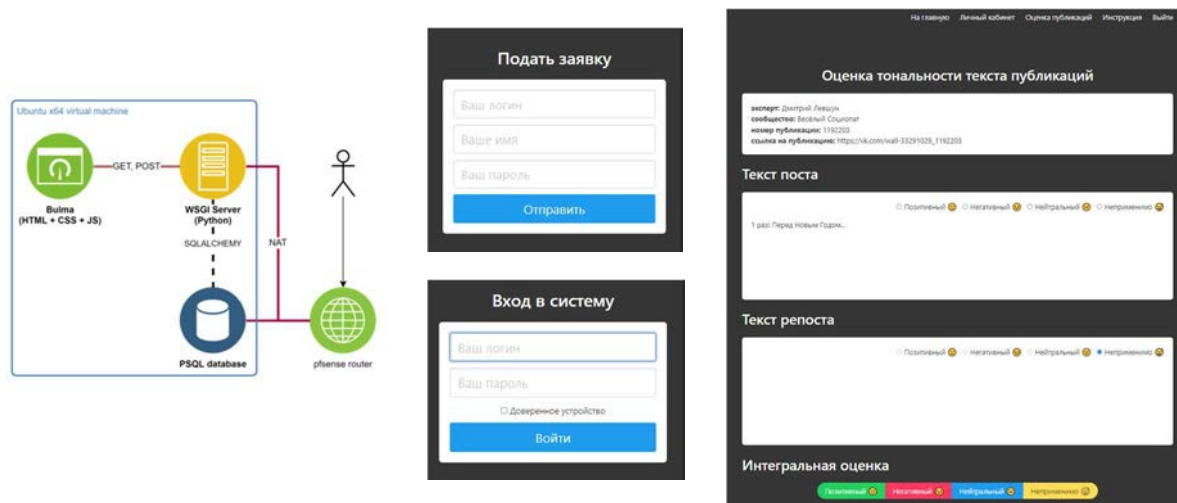 Ubuntu x64 virtual machine
GET, POST
Bulma
(HTML + CSS + JS)
WSGI Server
(Python)
SQLALCHEMY
NAT
PSQL database
pfsense router
Подать заявку
Ваш логин
Ваше имя
Ваш пароль
Отправить
Вход в систему
Ваш логин
Ваш пароль
Доверенное устройство
Войти
На главную Личный кабинет Оценка публикаций Инструкция Выйти
Оценка тональности текста публикаций
эксперт: Дмитрий Левшун
сообщество: Весёлый Социопат
номер публикации: 1192203
ссылка на публикацию: https://vk.com/wall-33291029_1192203
Текст поста
Позитивный Негативный Нейтральный Неприменимо
1 раз! Перед Новым Годом...
Текст репоста
Позитивный Негативный Нейтральный Неприменимо
Интегральная оценка
Позитивный Негативный Нейтральный Неприменимо